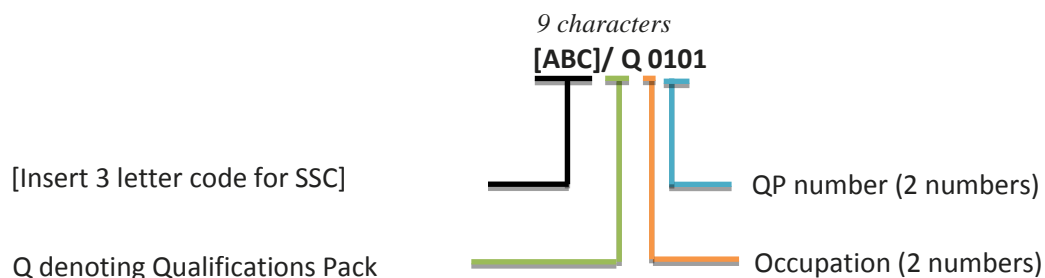 9 characters
[ABC]/ Q 0101
[Insert 3 letter code for SSC]
QP number (2 numbers)
Q denoting Qualifications Pack
Occupation (2 numbers)